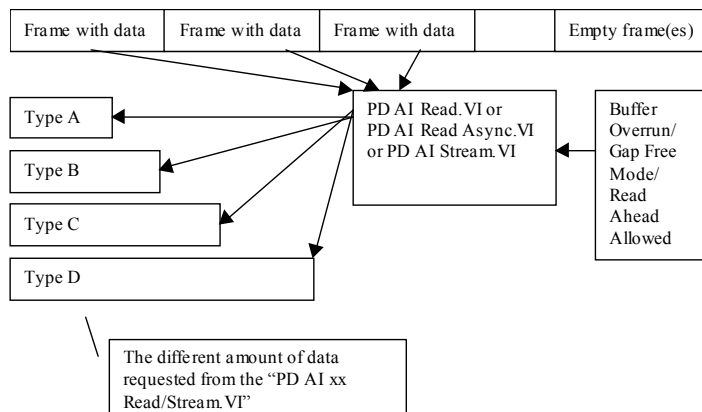 Frame with data
Frame with data
Frame with data
Empty frame(es)
Type A
Type B
Type C
Type D
PD AI Read.VI or
PD AI Read Async.VI
or PD AI Stream.VI
Buffer
Overrun/
Gap Free
Mode/
Read
Ahead
Allowed
The different amount of data
requested from the “PD AI xx
Read/Stream.VI”